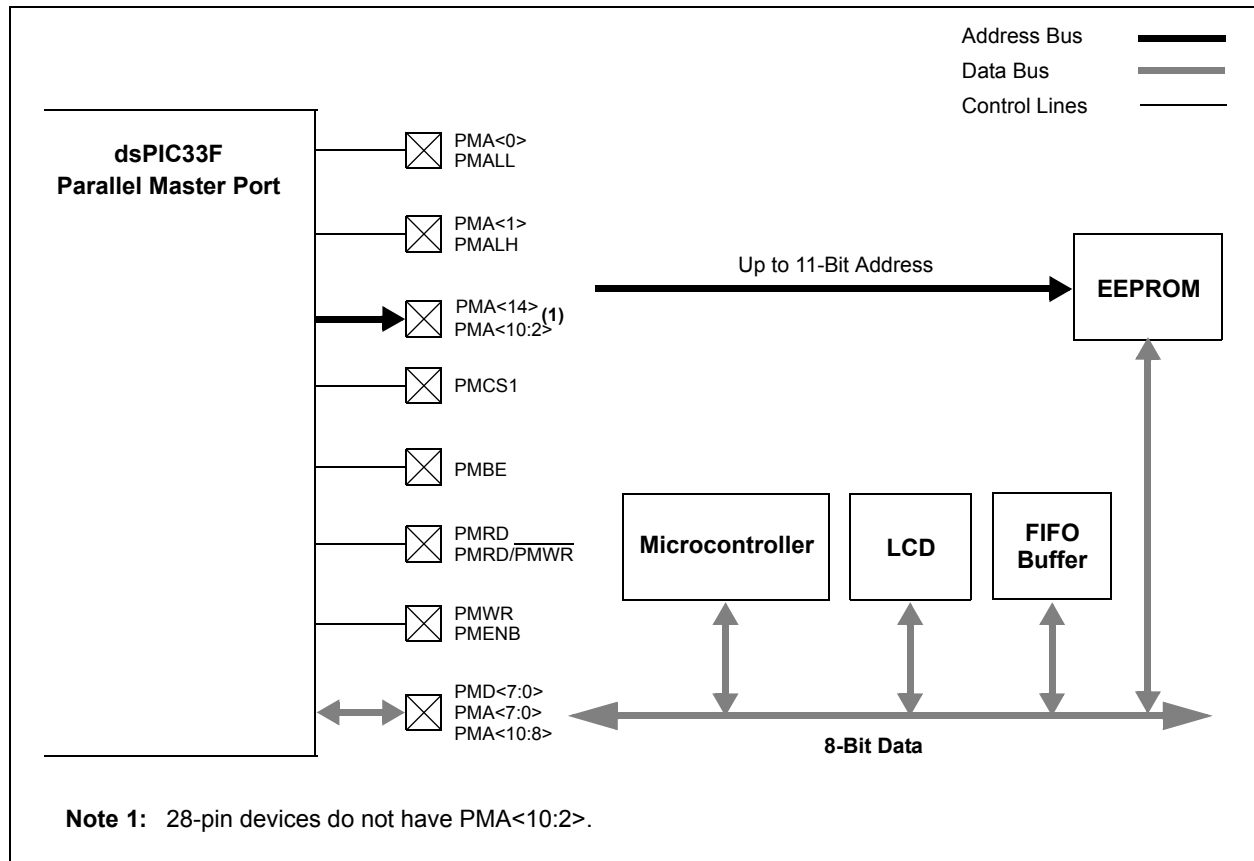 Address Bus
Data Bus
Control Lines
dsPIC33F
Parallel Master Port
PMA<0>
PMALL
PMA<1>
PMALH
PMA<14>
PMA<10:2>(1)
PMCS1
PMBE
PMRD
PMRD/PMWR
PMWR
PMENB
PMD<7:0>
PMA<7:0>
PMA<10:8>
Up to 11-Bit Address
EEPROM
Microcontroller
LCD
FIFO
Buffer
8-Bit Data
Note 1: 28-pin devices do not have PMA<10:2>.